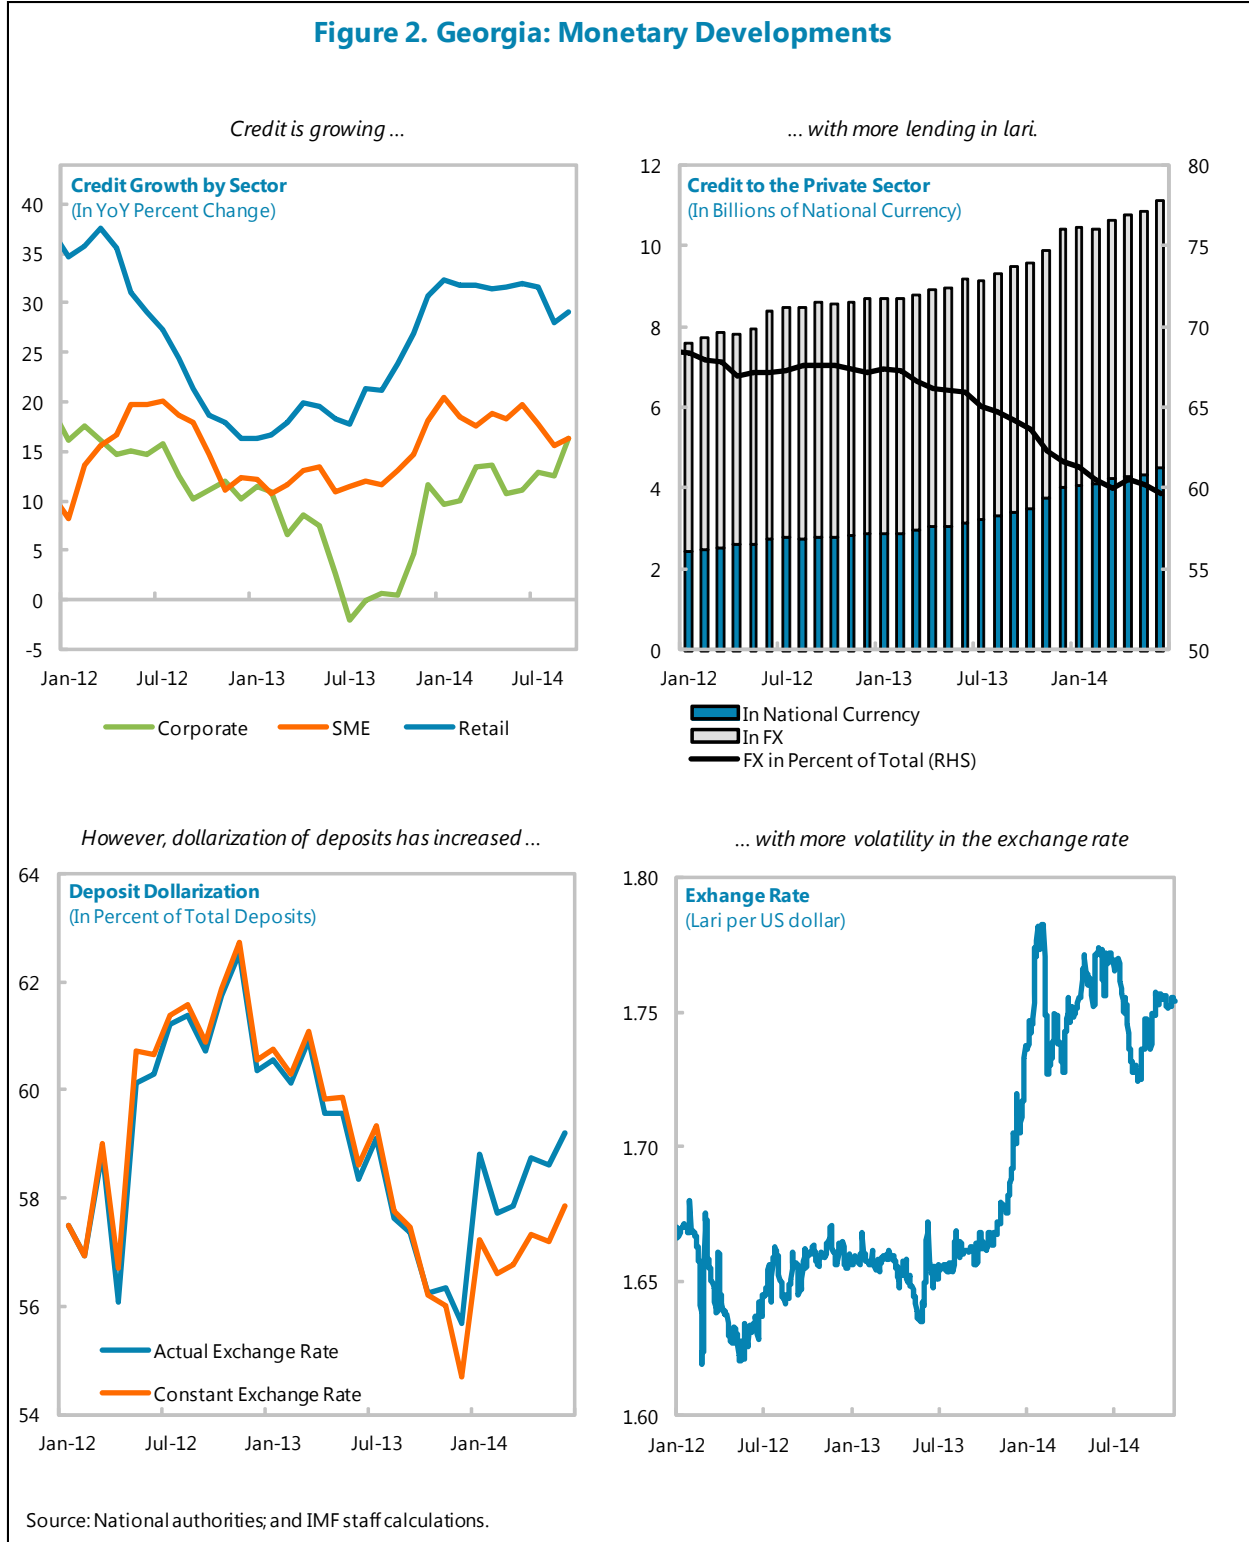 Figure 2. Georgia: Monetary Developments
Credit is growing ...
Credit Growth by Sector
(In YoY Percent Change)
40
35
30
25
20
15
10
5
0
-5
Jan-12 Jul-12 Jan-13 Jul-13 Jan-14 Jul-14
Corporate SME Retail
... with more lending in lari.
Credit to the Private Sector
(In Billions of National Currency)
12
10
8
6
4
2
0
80
75
70
65
60
55
50
Jan-12 Jul-12 Jan-13 Jul-13 Jan-14
In National Currency
In FX
FX in Percent of Total (RHS)
However, dollarization of deposits has increased ...
Deposit Dollarization
(In Percent of Total Deposits)
64
62
60
58
56
54
Actual Exchange Rate
Constant Exchange Rate
Jan-12 Jul-12 Jan-13 Jul-13 Jan-14
... with more volatility in the exchange rate
Exhange Rate
(Lari per US dollar)
1.80
1.75
1.70
1.65
1.60
Jan-12 Jul-12 Jan-13 Jul-13 Jan-14 Jul-14
Source: National authorities; and IMF staff calculations.